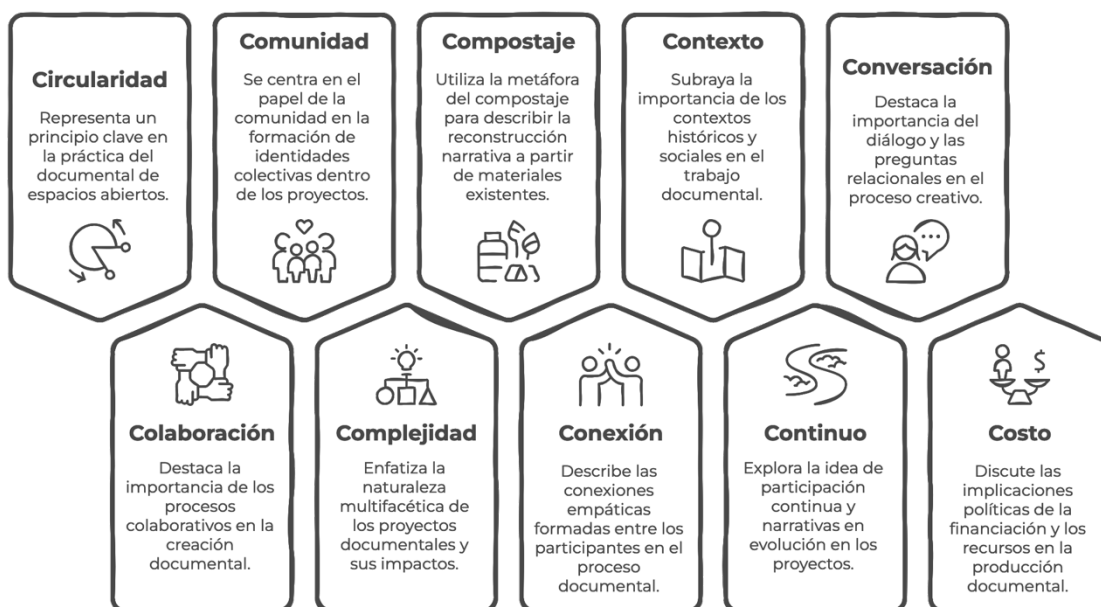 Circularidad
Representa un
principio clave en
la práctica del
documental de
espacios abiertos.
Comunidad
Se centra en el
papel de la
comunidad en la
formación de
identidades
colectivas dentro
de los proyectos.
Compostaje
Utiliza la metáfora
del compostaje
para describir la
reconstrucción
narrativa a partir
de materiales
existentes.
Contexto
Subraya la
importancia de los
contextos
históricos y
sociales en el
trabajo
documental.
Conversación
Destaca la
importancia del
diálogo y las
preguntas
relacionales en el
proceso creativo.
Colaboración
Destaca la
importancia de los
procesos
colaborativos en la
creación
documental.
Complejidad
Enfatiza la
naturaleza
multifacética de
los proyectos
documentales y
sus impactos.
Conexión
Describe las
conexiones
empáticas
formadas entre los
participantes en el
proceso
documental.
Continuo
Explora la idea de
participación
continua y
narrativas en
evolución en los
proyectos.
$
Costo
Discute las
implicaciones
políticas de la
financiación y los
recursos en la
producción
documental.